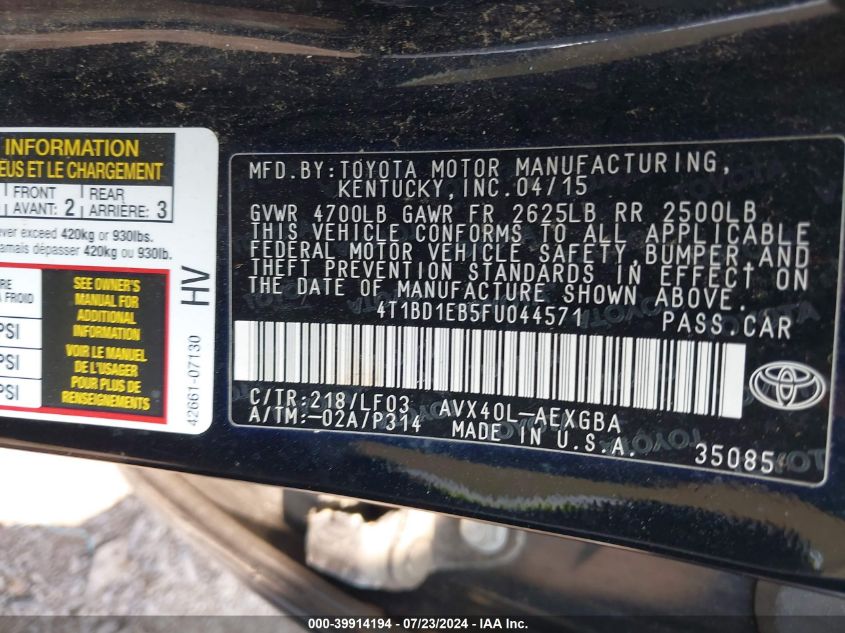 INFORMATION
EUS ET LE CHARGEMENT
FRONT
AVANT: 2
REAR
ARRIÈRE: 3
ever exceed 420kg or 930lbs.
amais dépasser 420kg ou 930lb.
RE
A FROID
PSI
PSI
PSI
SEE OWNER'S
MANUAL FOR
ADDITIONAL
INFORMATION
VOIR LE MANUEL
DE L'USAGER
POUR PLUS DE
RENSEIGNEMENTS
HV
42661-07130
MFD.BY:TOYOTA MOTOR MANUFACTURING,
KENTUCKY,INC.04/15
GVWR 4700LB GAWR FR 2625LB RR 2500LB
THIS VEHICLE CONFORMS TO ALL APPLICABLE
FEDERAL MOTOR VEHICLE SAFETY,BUMPER,AND
THEFT PREVENTION STANDARDS IN EFFECT ON
THE DATE OF MANUFACTURE SHOWN ABOVE.
4T1BD1EB5FU044571 PASS.CAR
C/TR:218/LF03 AVX40L-AEXGBA
A/TM:-02A/P314 MADE IN U.S.A.
35085
000-39914194 - 07/23/2024 - IAA Inc.